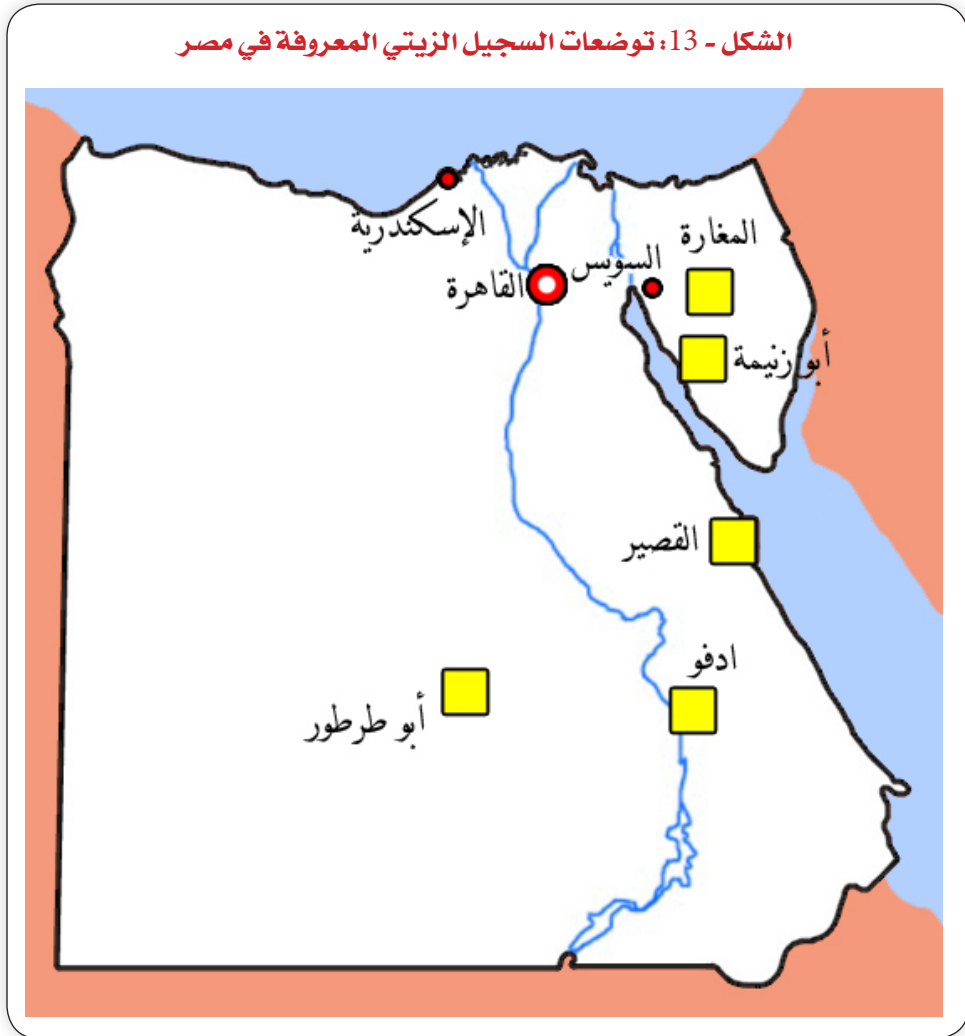 الشكل - 13: توضعات السجيل الزيتي المعروفة في مصر
الإسكندرية
المغارة
السويس
القاهرة
أبو زنيمة
القصير
ادفو
أبو طرطور